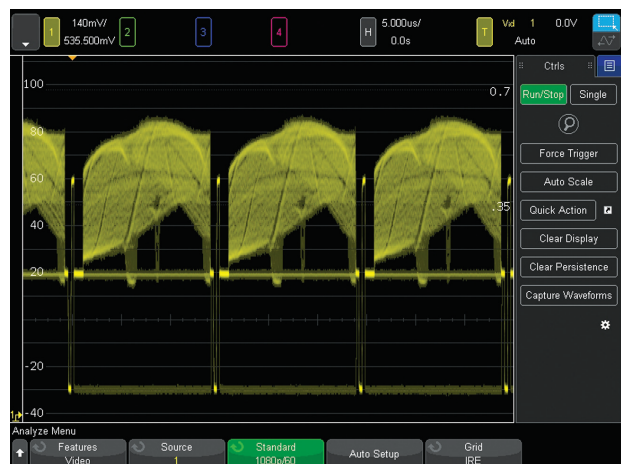 1 140mV/ 2 3 4 H 5.000us/ T Vid 1 0.0V
535.500mV 0.0s Auto
Ctrls
100
0.7
Run/Stop Single
80
Force Trigger
60
Auto Scale
40
.35
Quick Action
Clear Display
20
Clear Persistence
Capture Waveforms
-20
-40
1
Analyze Menu
Features Source Standard Auto Setup Grid
Video 1 1080p/60 IRE